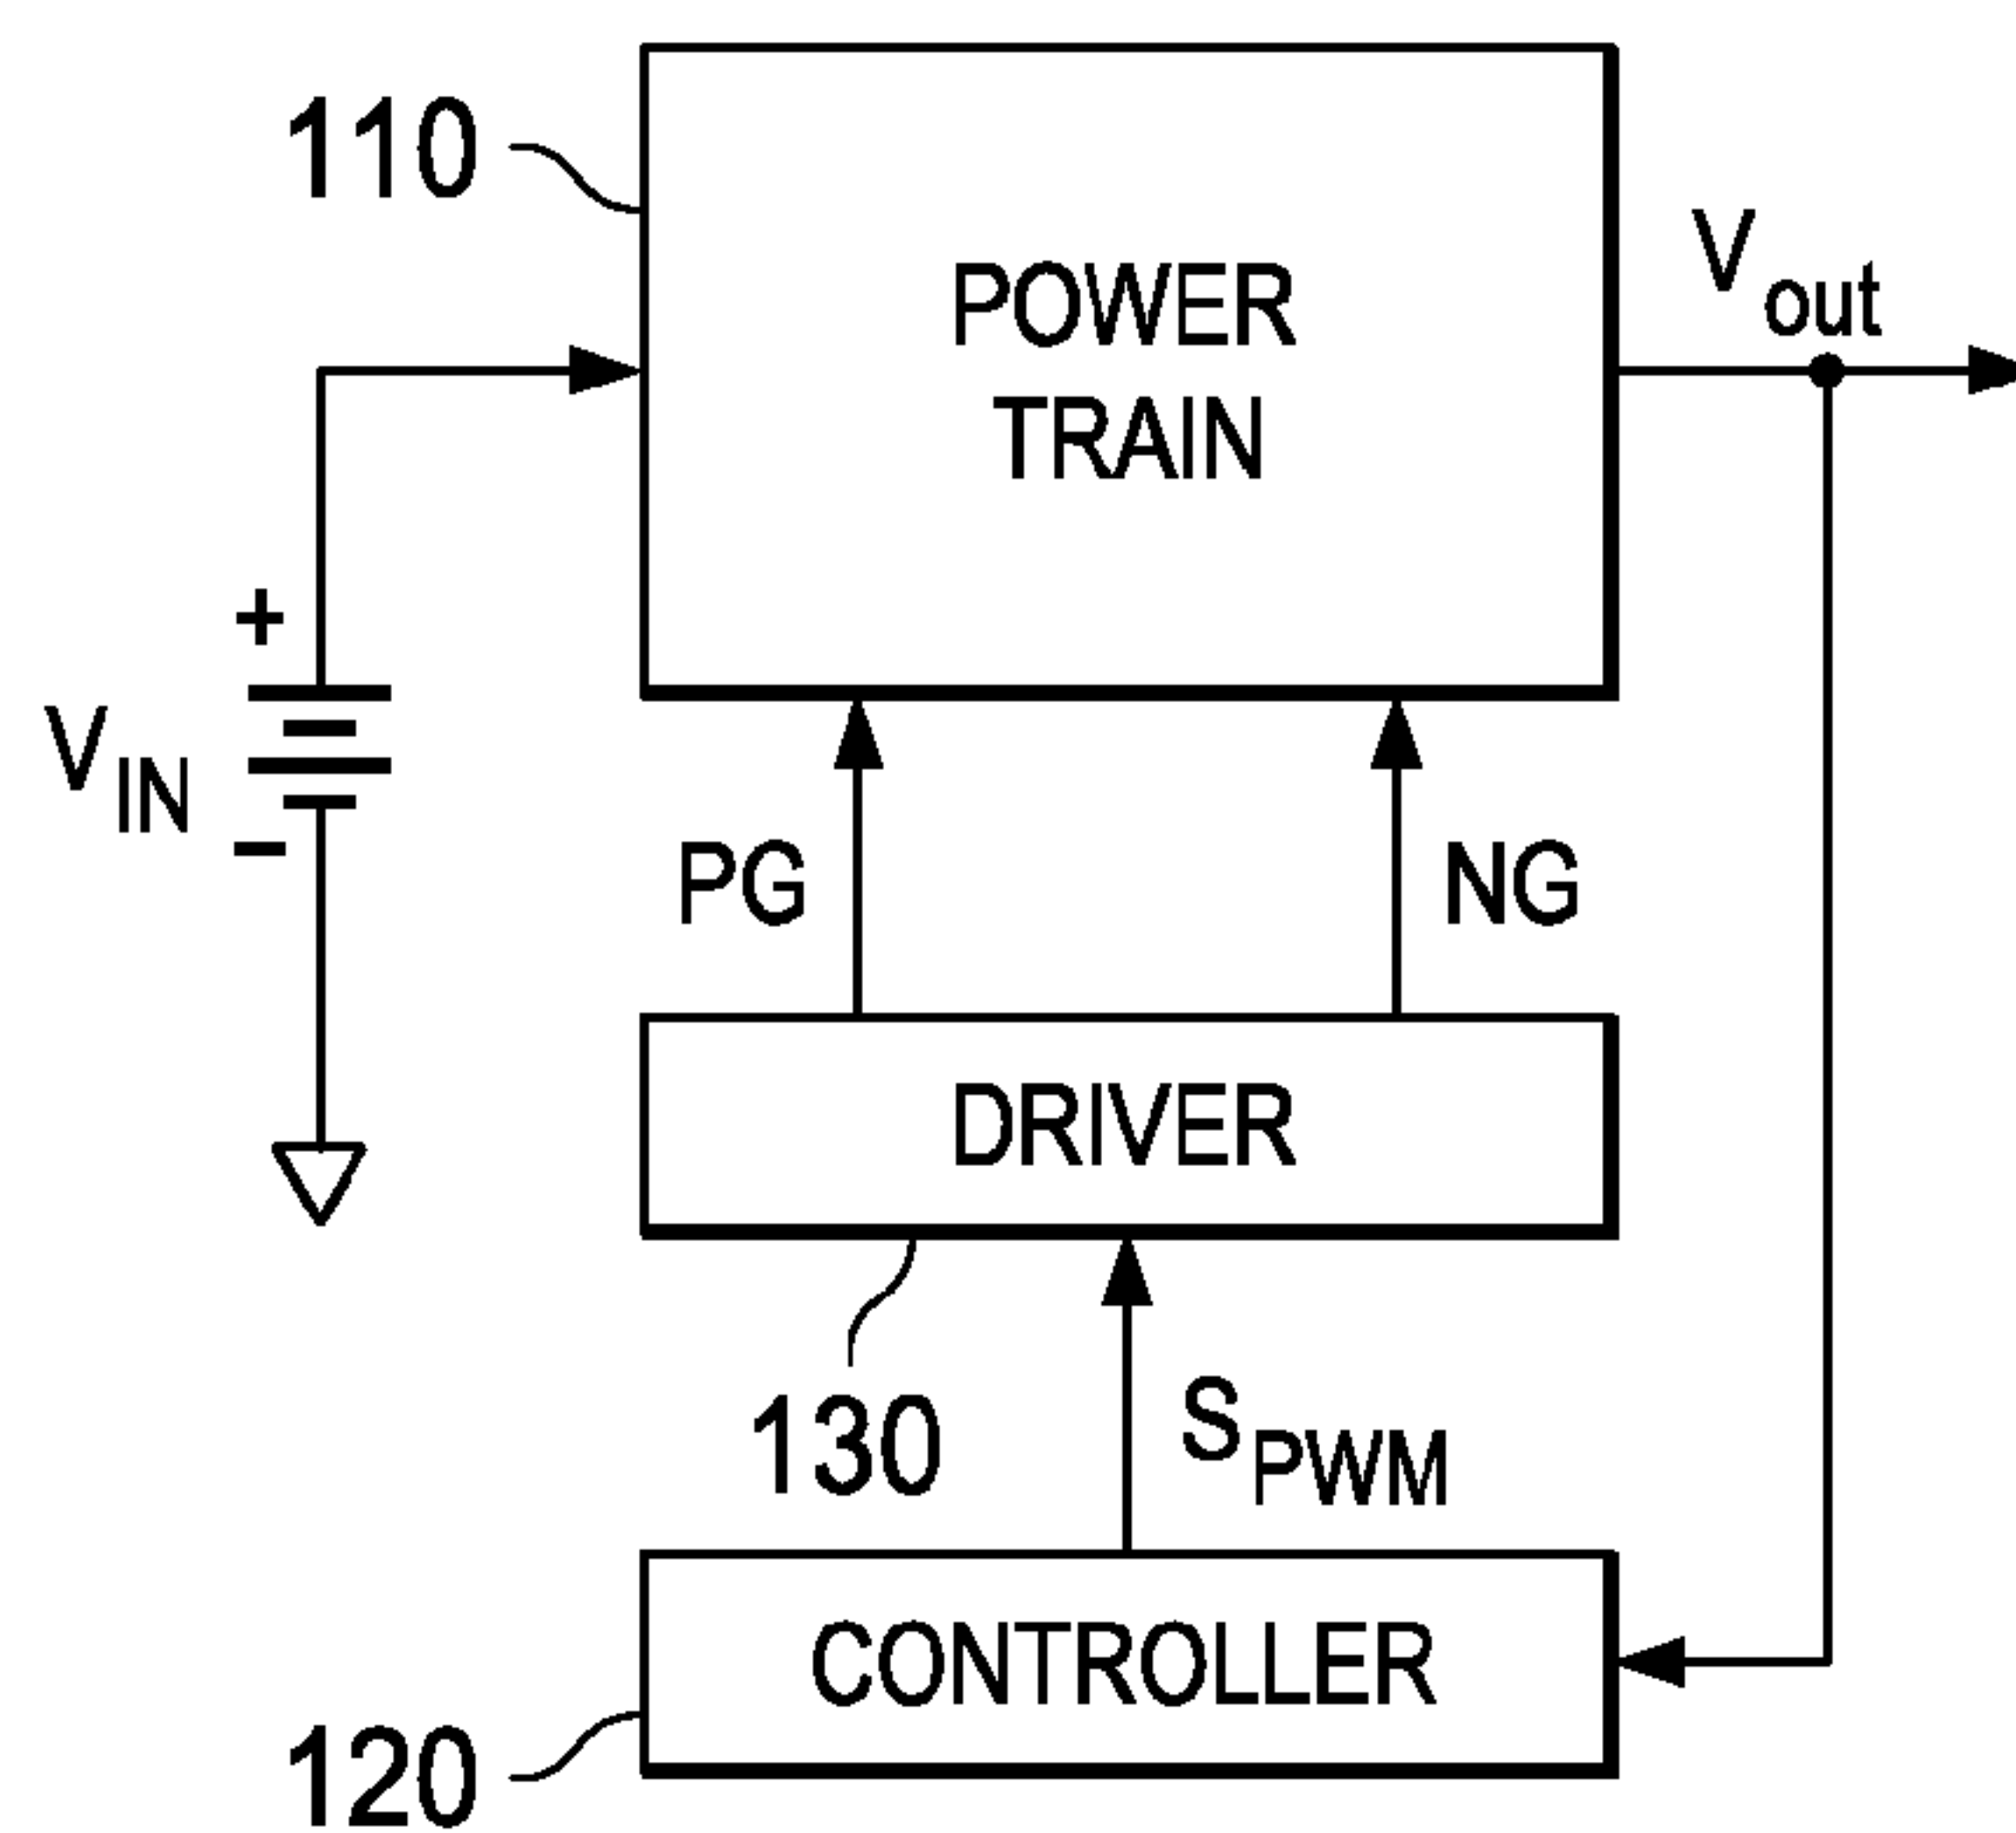 110
POWER
TRAIN
Vout
+
VIN
−
PG
NG
DRIVER
130
SPWM
CONTROLLER
120